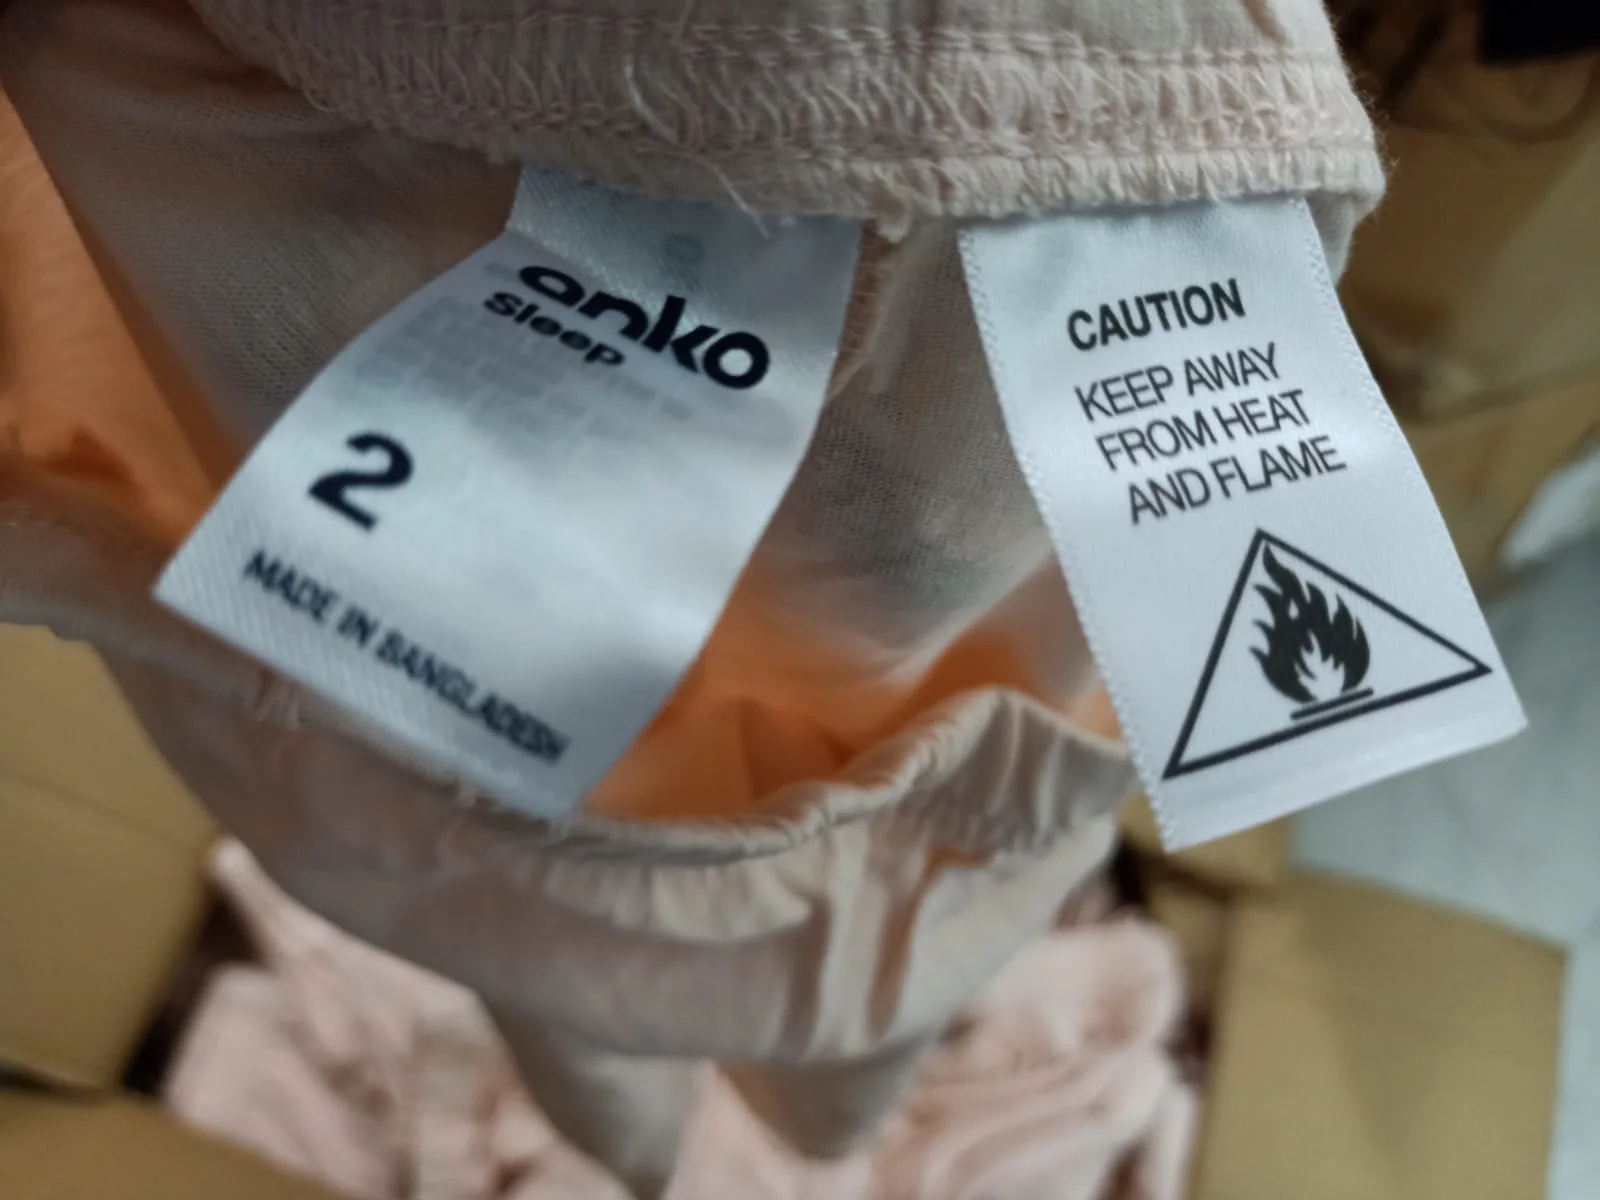 anko
sleep
2
MADE IN BANGLADESH
CAUTION
KEEP AWAY
FROM HEAT
AND FLAME